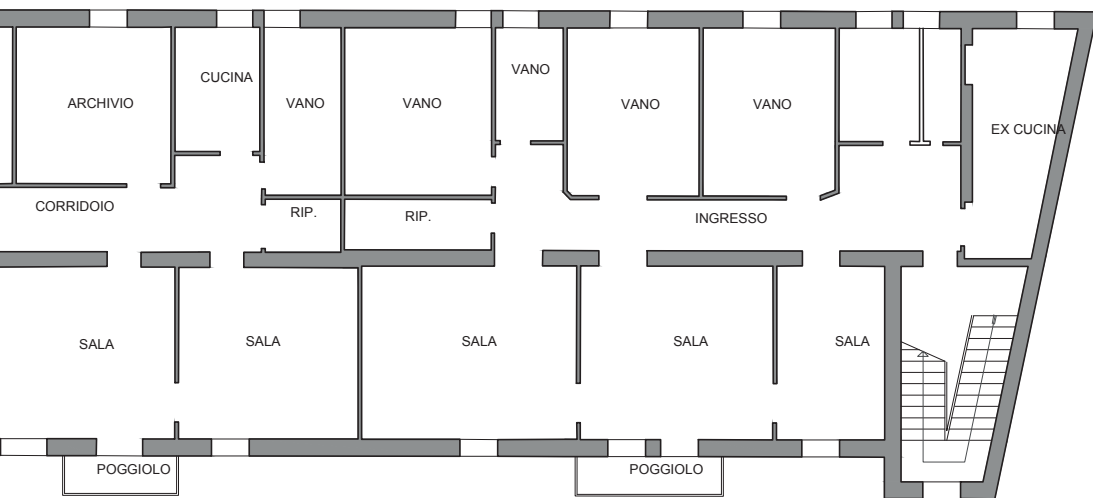 CUCINA
VANO
ARCHIVIO
VANO
VANO
VANO
VANO
EX CUCINA
CORRIDOIO
RIP.
RIP.
INGRESSO
SALA
SALA
SALA
SALA
SALA
POGGIOLO
POGGIOLO